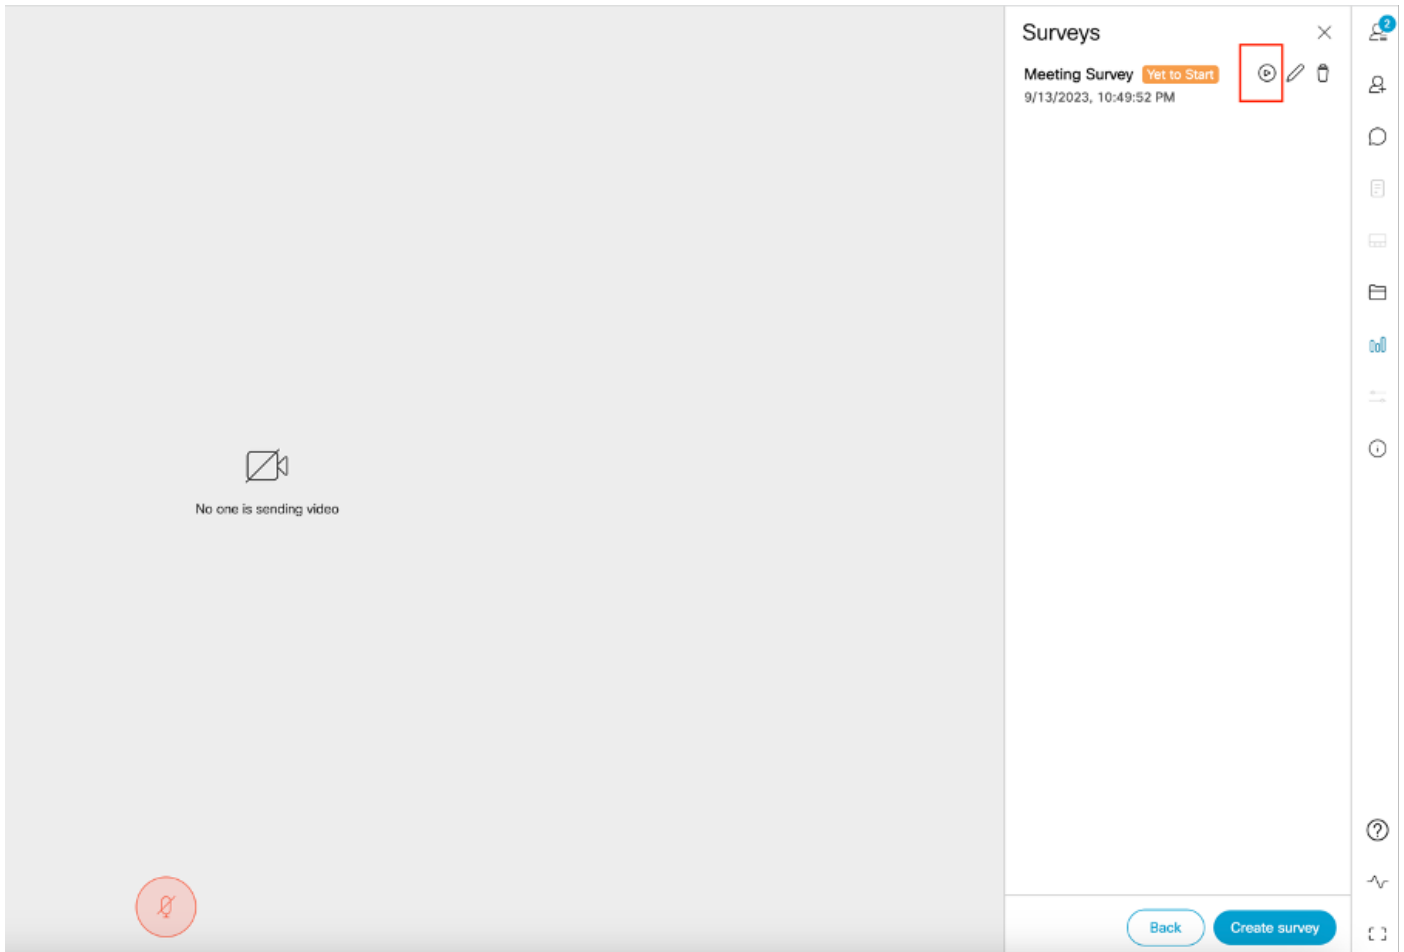 Surveys
2
Meeting Survey Yet to Start
9/13/2023, 10:49:52 PM
No one is sending video
Back Create survey